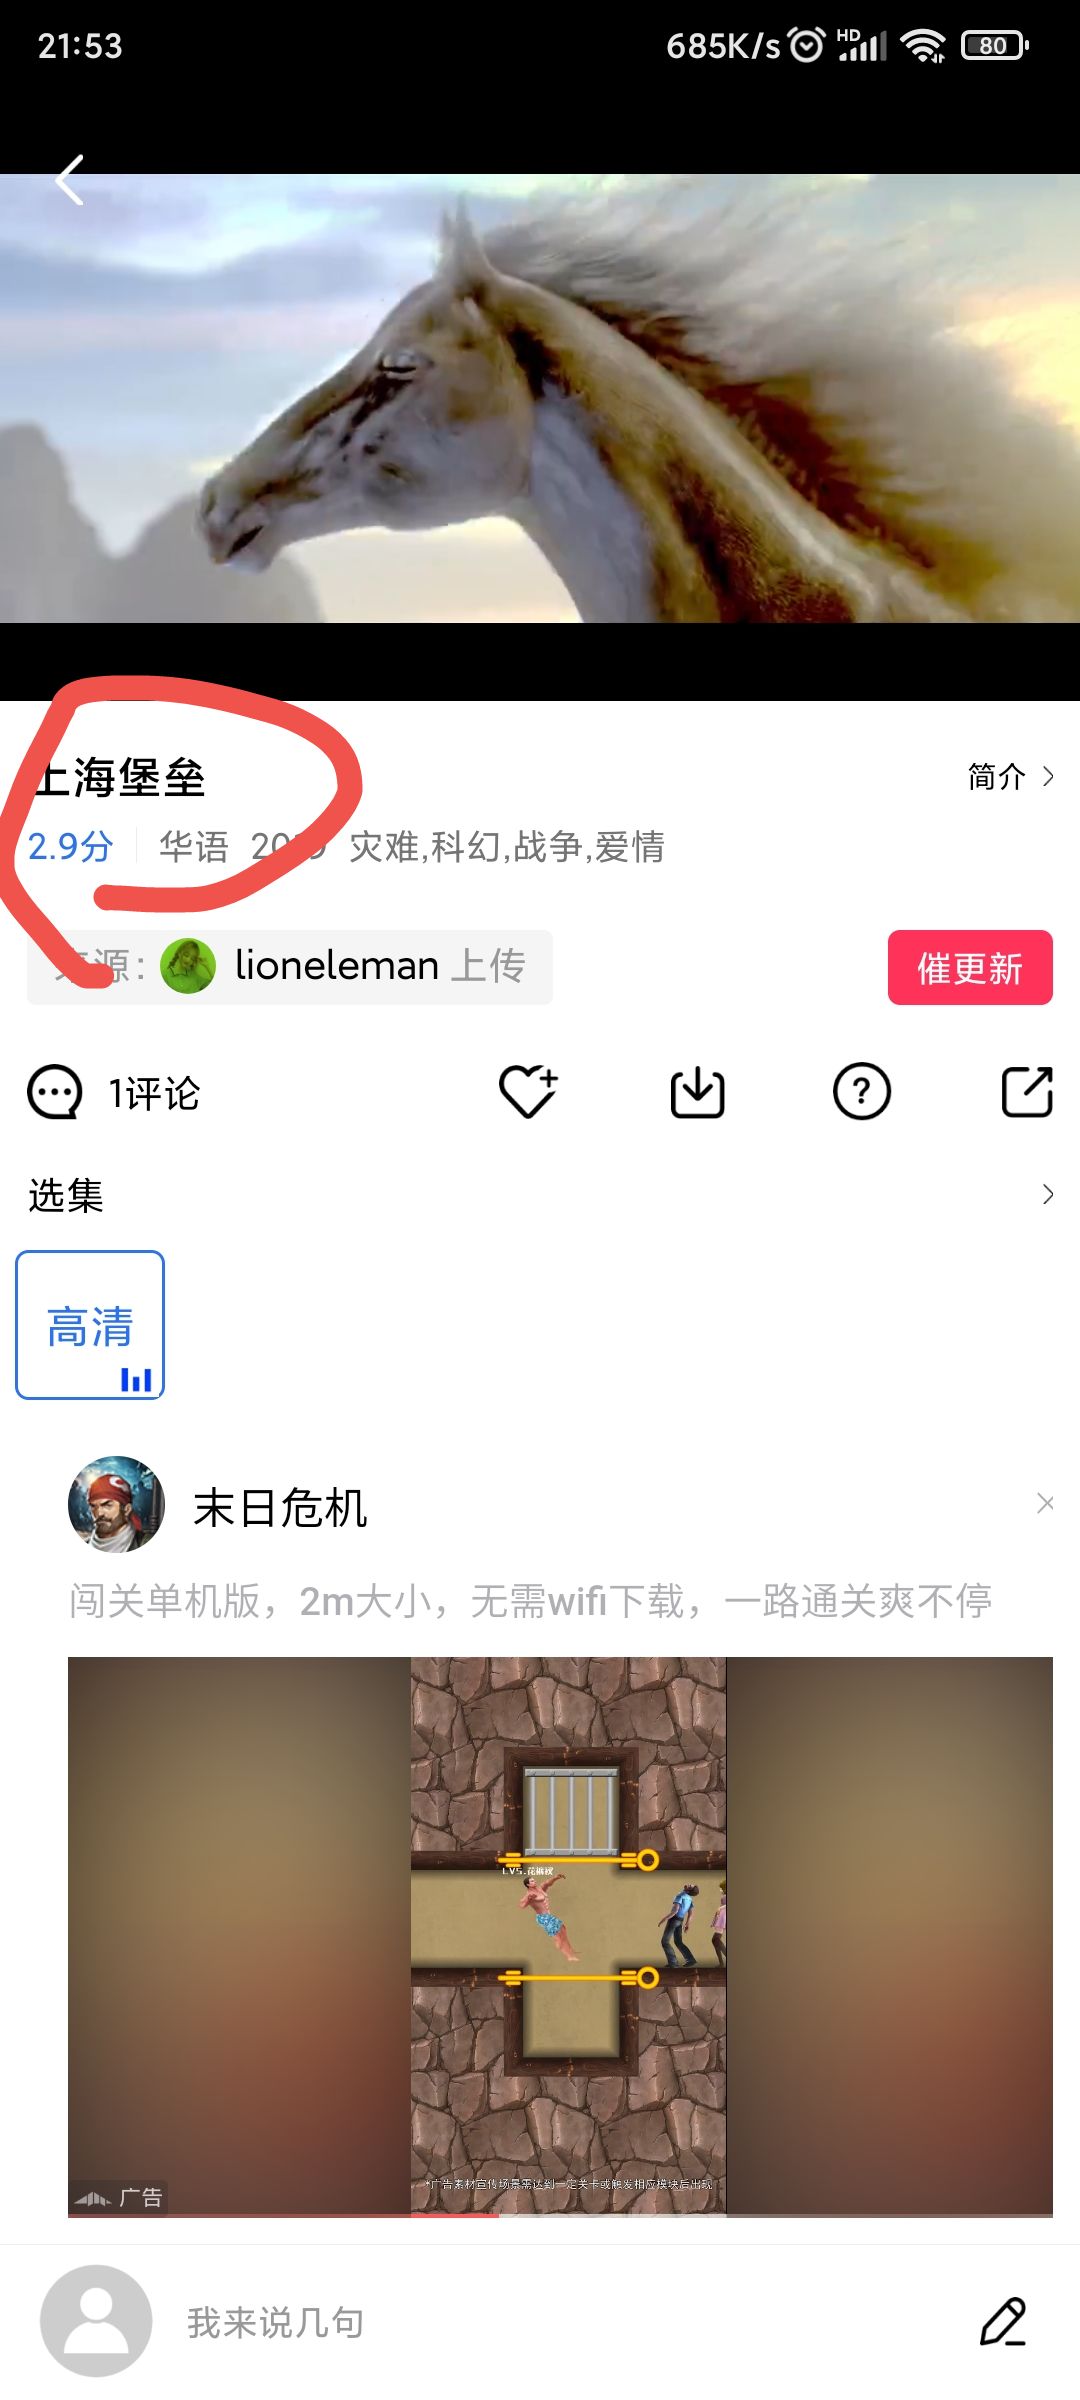 21:53
685K/s
HD
80
上海堡垒
简介
2.9分 华语 2019 灾难,科幻,战争,爱情
来源: lioneleman 上传
催更新
1评论
选集
高清
末日危机
闯关单机版，2m大小，无需wifi下载，一路通关爽不停
LV5.花裤衩
*广告素材宣传场景需达到一定关卡或触发相应模块后出现
广告
我来说几句